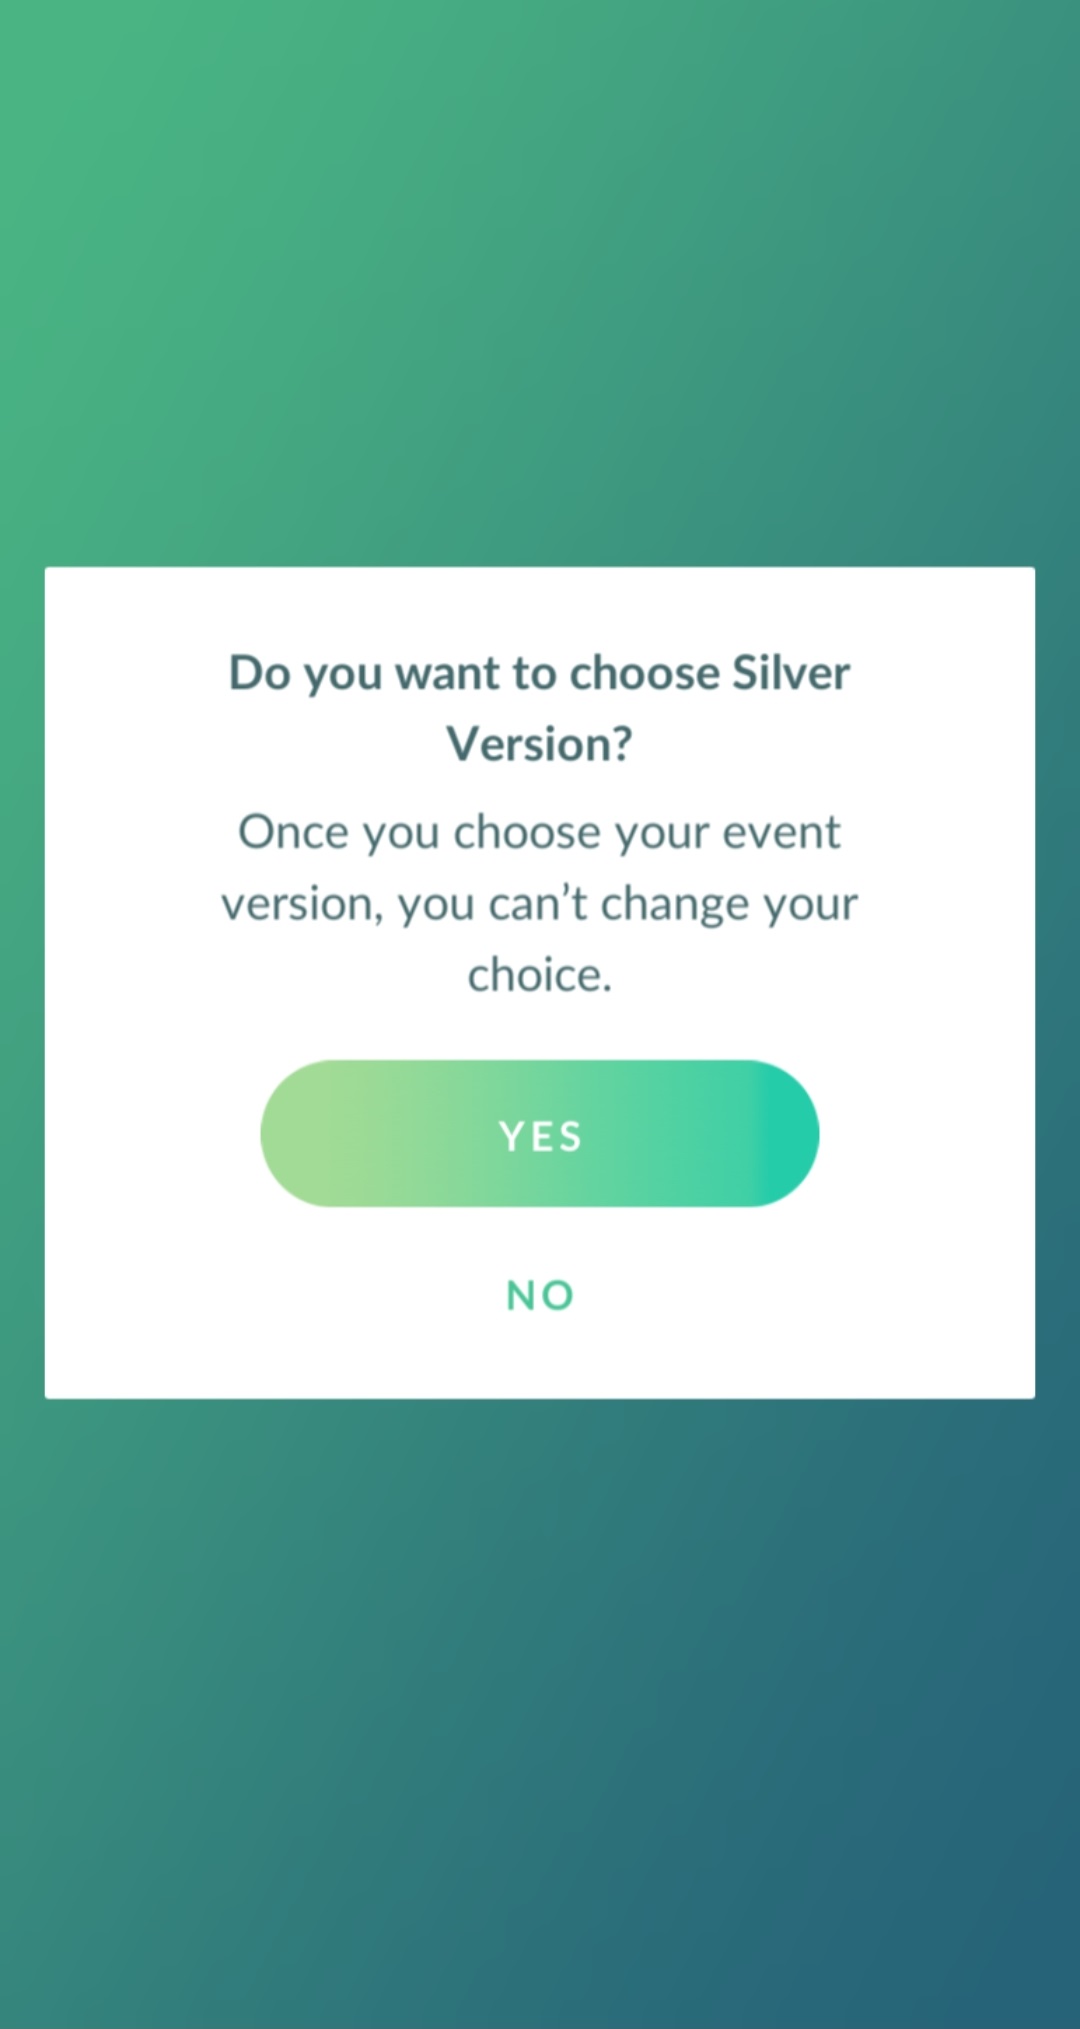 Do you want to choose Silver
Version?
Once you choose your event
version, you can’t change your
choice.
YES
NO